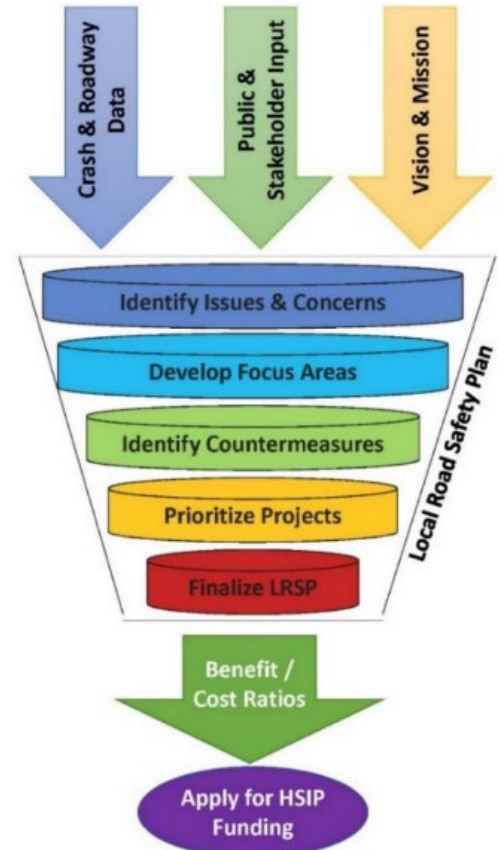 Crash & Roadway
Data
Public &
Stakeholder Input
Vision & Mission
Identify Issues & Concerns
Develop Focus Areas
Identify Countermeasures
Prioritize Projects
Finalize LRSP
Local Road Safety Plan
Benefit /
Cost Ratios
Apply for HSIP
Funding